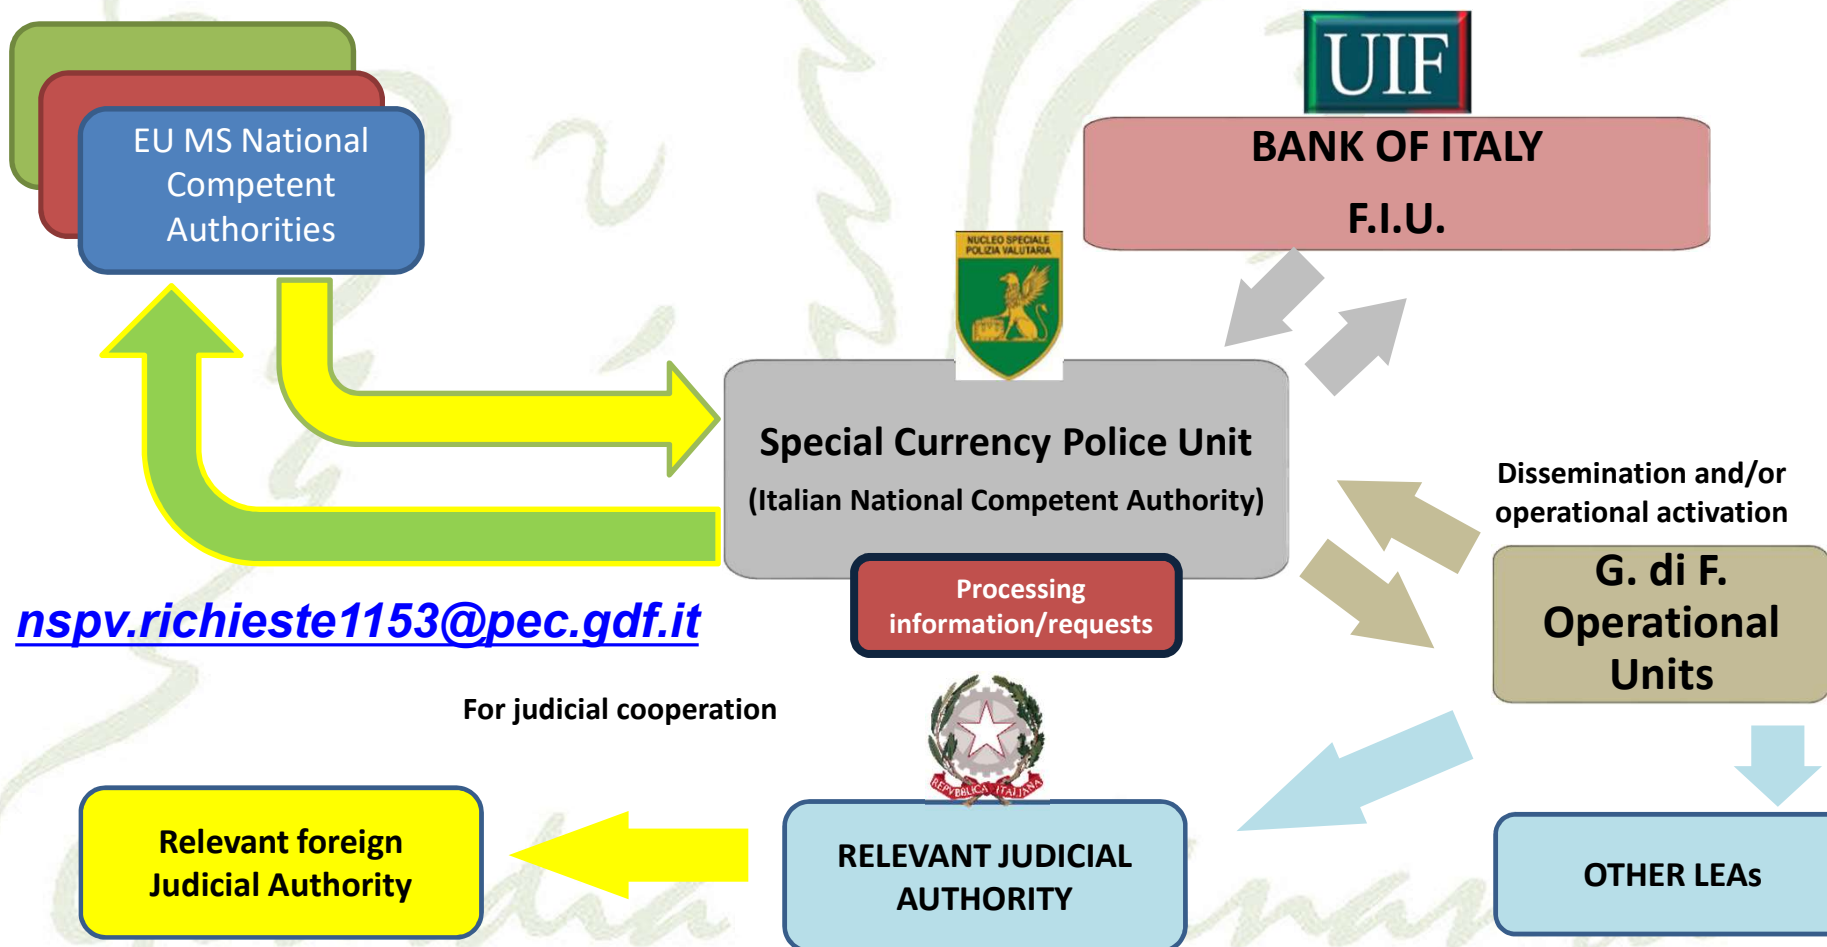 UIF
EU MS National
Competent
Authorities
BANK OF ITALY
F.I.U.
NUCLEO SPECIALE
POLIZIA VALUTARIA
Special Currency Police Unit
(Italian National Competent Authority)
Dissemination and/or
operational activation
Processing
information/requests
G. di F.
Operational
Units
nspv.richieste1153@pec.gdf.it
For judicial cooperation
REPVBBLICA ITALIANA
Relevant foreign
Judicial Authority
RELEVANT JUDICIAL
AUTHORITY
OTHER LEAs